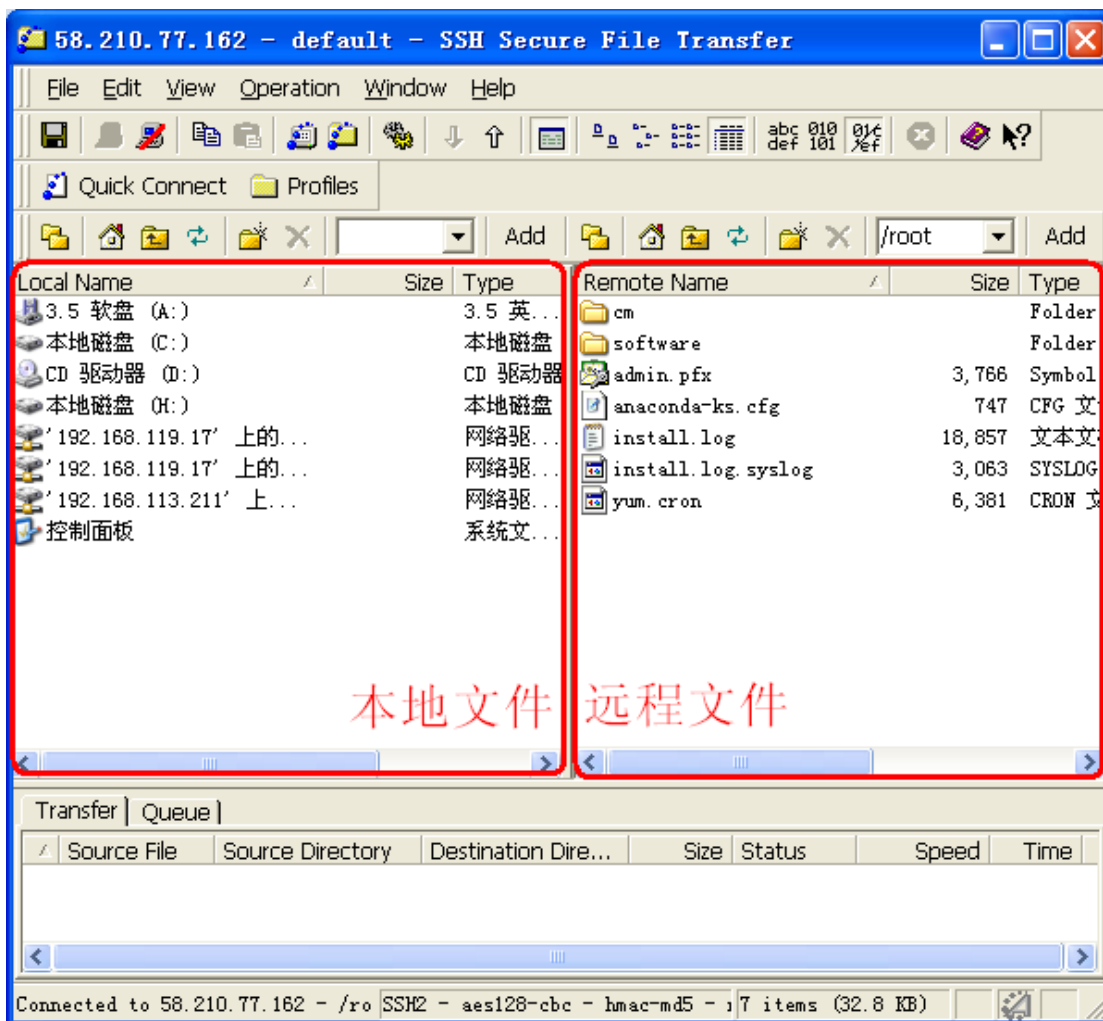 58.210.77.162 - default - SSH Secure File Transfer
File Edit View Operation Window Help
abc def 010 101
Quick Connect Profiles
Add /root Add
Local Name Size Type Remote Name Size Type
3.5 软盘 (A:) 3.5 英... cm Folder
本地磁盘 (C:) 本地磁盘 software Folder
CD 驱动器 (D:) CD 驱动器 admin.pfx 3,766 Symbol
本地磁盘 (H:) 本地磁盘 anaconda-ks.cfg 747 CFG
'192.168.119.17' 上的... 网络驱... install.log 18,857 文本文
'192.168.119.17' 上的... 网络驱... install.log.syslog 3,063 SYSLOG
'192.168.113.211' 上... 网络驱... yum.cron 6,381 CRON
控制面板 系统文...
本地文件 远程文件
Transfer Queue
Source File Source Directory Destination Dire... Size Status Speed Time
Connected to 58.210.77.162 - /ro SSH2 - aes128-cbc - hmac-md5 - 7 items (32.8 KB)